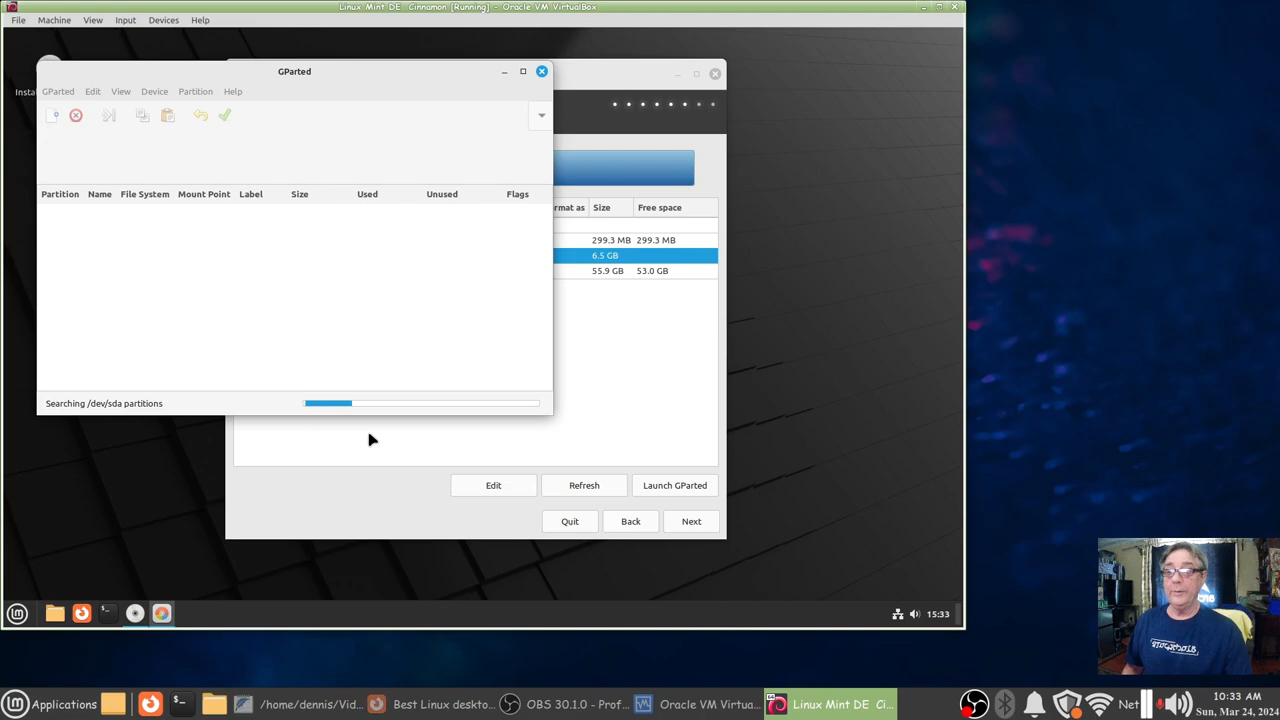 Linux Mint DE  Cinnamon [Running] - Oracle VM VirtualBox
File Machine View Input Devices Help
Instal
GParted
GParted Edit View Device Partition Help
Partition Name File System Mount Point Label Size Used Unused Flags
rmat as Size Free space
299.3 MB 299.3 MB
6.5 GB
55.9 GB 53.0 GB
Searching /dev/sda partitions
Edit Refresh Launch GParted
Quit Back Next
15:33
Applications /home/dennis/Vid... Best Linux deskto... OBS 30.1.0 - Prof... Oracle VM Virtua... Linux Mint DE  Ci... Net 10:33 AM
Sun, Mar 24, 2024